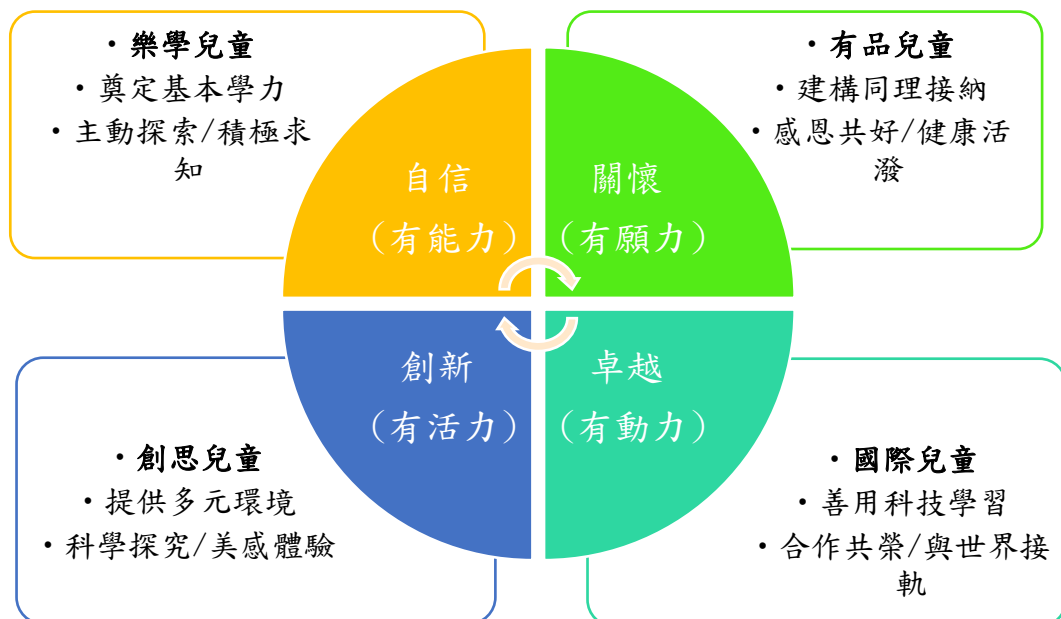 ・樂學兒童
・奠定基本學力
・主動探索/積極求
知
・有品兒童
・建構同理接納
・感恩共好/健康活
潑
自信
（有能力）
關懷
（有願力）
創新
（有活力）
卓越
（有動力）
・創思兒童
・提供多元環境
・科學探究/美感體驗
・國際兒童
・善用科技學習
・合作共榮/與世界接
軌